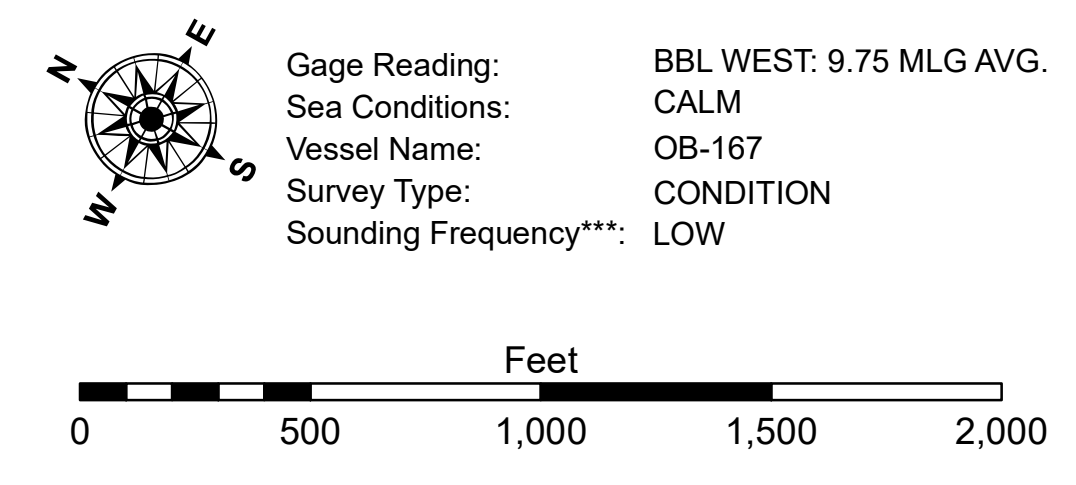 N
E
S
W
Gage Reading: BBL WEST: 9.75 MLG AVG.
Sea Conditions: CALM
Vessel Name: OB-167
Survey Type: CONDITION
Sounding Frequency***: LOW
Feet
0 500 1,000 1,500 2,000